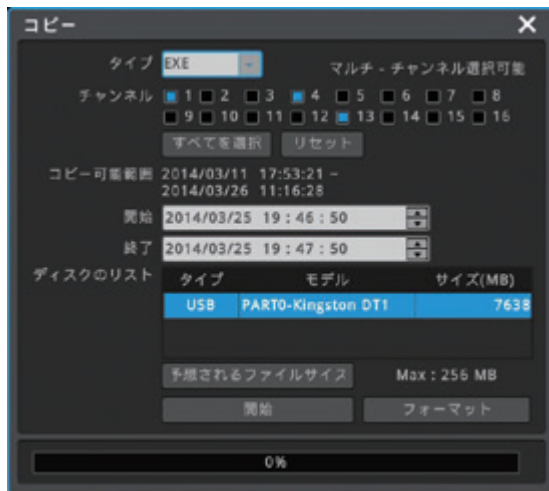 コピー
タイプ EXE マルチ - チャンネル選択可能
チャンネル 1 2 3 4 5 6 7 8
9 10 11 12 13 14 15 16
すべてを選択 リセット
コピー可能範囲 2014/03/11 17:53:21 ~
2014/03/26 11:16:28
開始 2014/03/25 19 : 46 : 50
終了 2014/03/25 19 : 47 : 50
ディスクのリスト タイプ モデル サイズ(MB)
USB PART0-Kingston DT1 7638
予想されるファイルサイズ Max : 256 MB
開始 フォーマット
0%